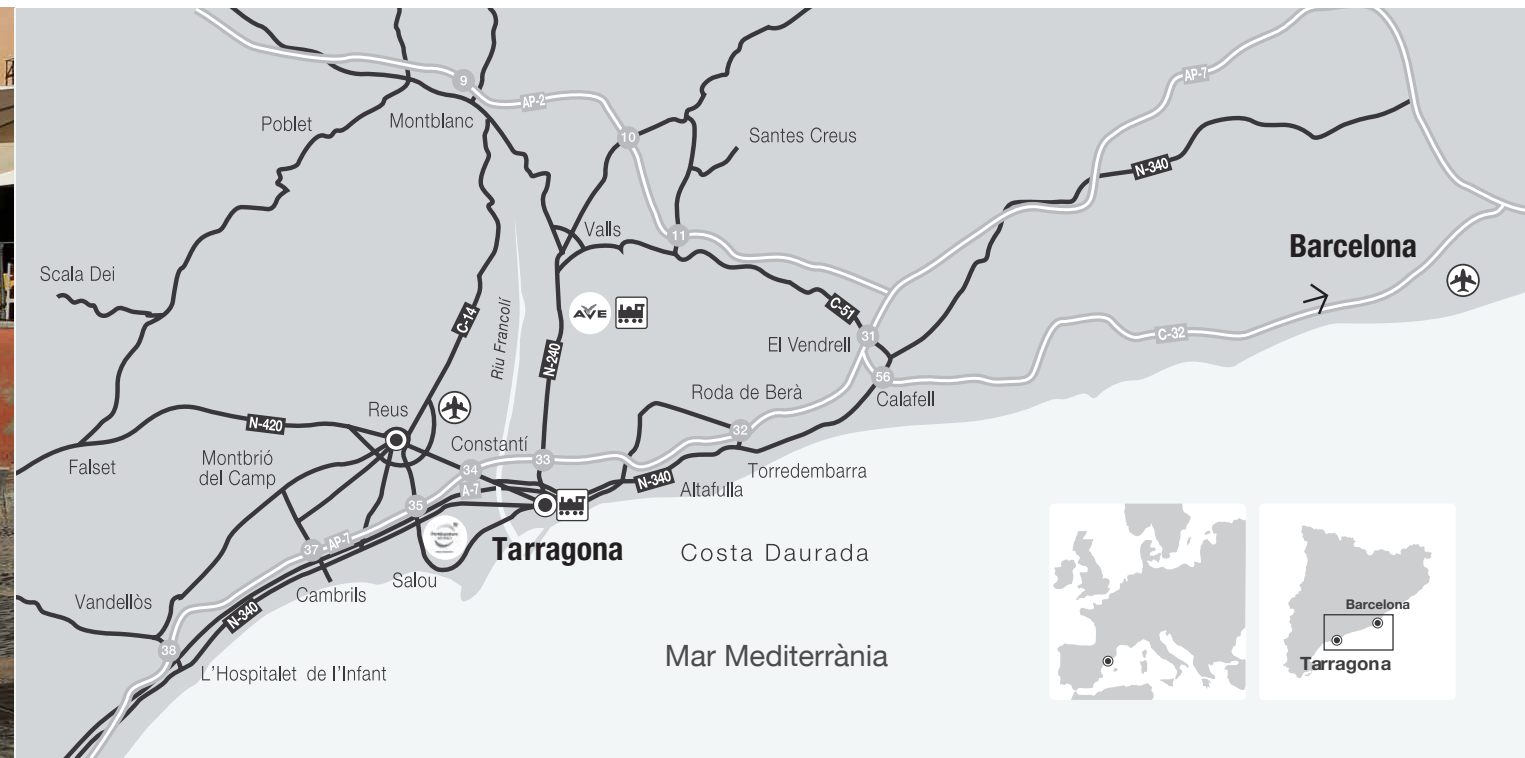 9
AP-2
AP-7
Poblet
Montblanc
10
Santes Creus
N-340
Valls
11
Barcelona
Scala Dei
Riu Francolí
AVE
C-14
C-51
31
El Vendrell
C-32
N-240
56
Roda de Berà
Calafell
Reus
N-420
Constantí
32
Falset
Montbrió
del Camp
33
34
A-7
N-340
Torredembarra
Altafulla
35
Tarragona
Costa Daurada
37
AP-7
Salou
Cambrils
Vandellòs
N-340
38
L'Hospitalet de l'Infant
Mar Mediterrània
Barcelona
Tarragona